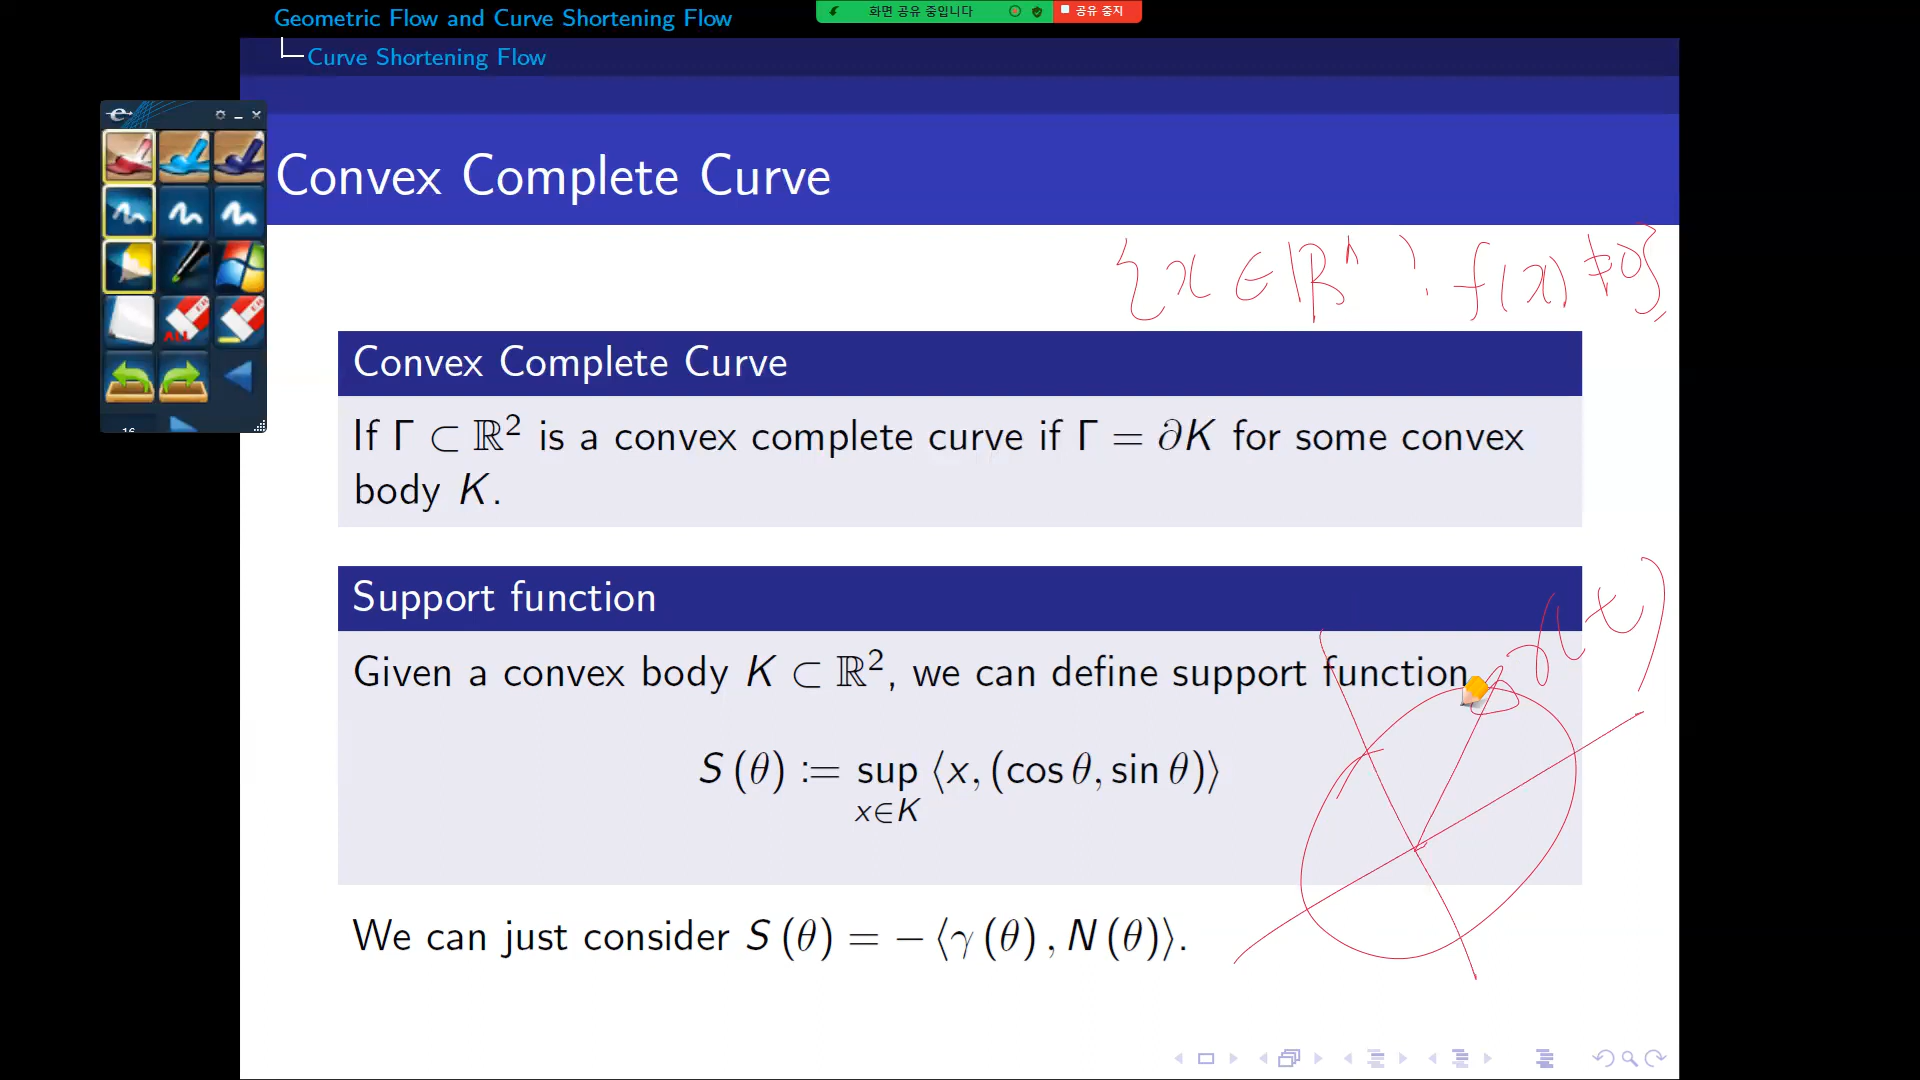 Geometric Flow and Curve Shortening Flow
화면 공유 중입니다
공유 중지
Curve Shortening Flow
Convex Complete Curve
{x ∈ ℝⁿ : f(x) ≠ 0}
Convex Complete Curve
If Γ ⊂ ℝ² is a convex complete curve if Γ = ∂K for some convex
body K.
Support function
Given a convex body K ⊂ ℝ², we can define support function
S (θ) := sup ⟨x, (cos θ, sin θ)⟩
x∈K
We can just consider S (θ) = − ⟨γ (θ) , N (θ)⟩.
ALL